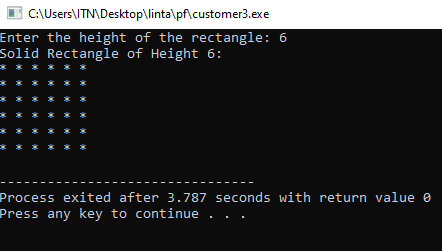 C:\Users\ITN\Desktop\linta\pf\customer3.exe
Enter the height of the rectangle: 6
Solid Rectangle of Height 6:
* * * * * *
* * * * * *
* * * * * *
* * * * * *
* * * * * *
* * * * * *

--------------------------------
Process exited after 3.787 seconds with return value 0
Press any key to continue . . .